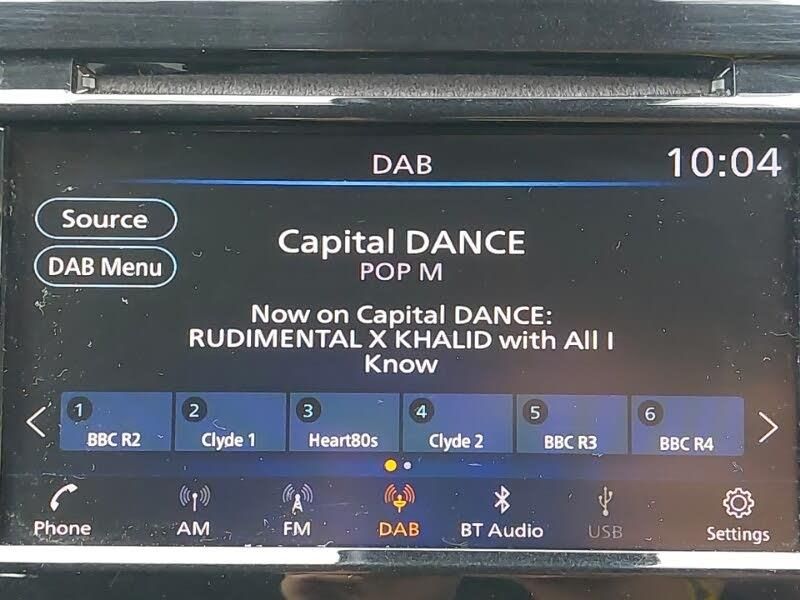 DAB
10:04
Source
DAB Menu
Capital DANCE
POP M
Now on Capital DANCE:
RUDIMENTAL X KHALID with All I
Know
1
BBC R2
2
Clyde 1
3
Heart80s
4
Clyde 2
5
BBC R3
6
BBC R4
Phone
AM
FM
DAB
BT Audio
USB
Settings